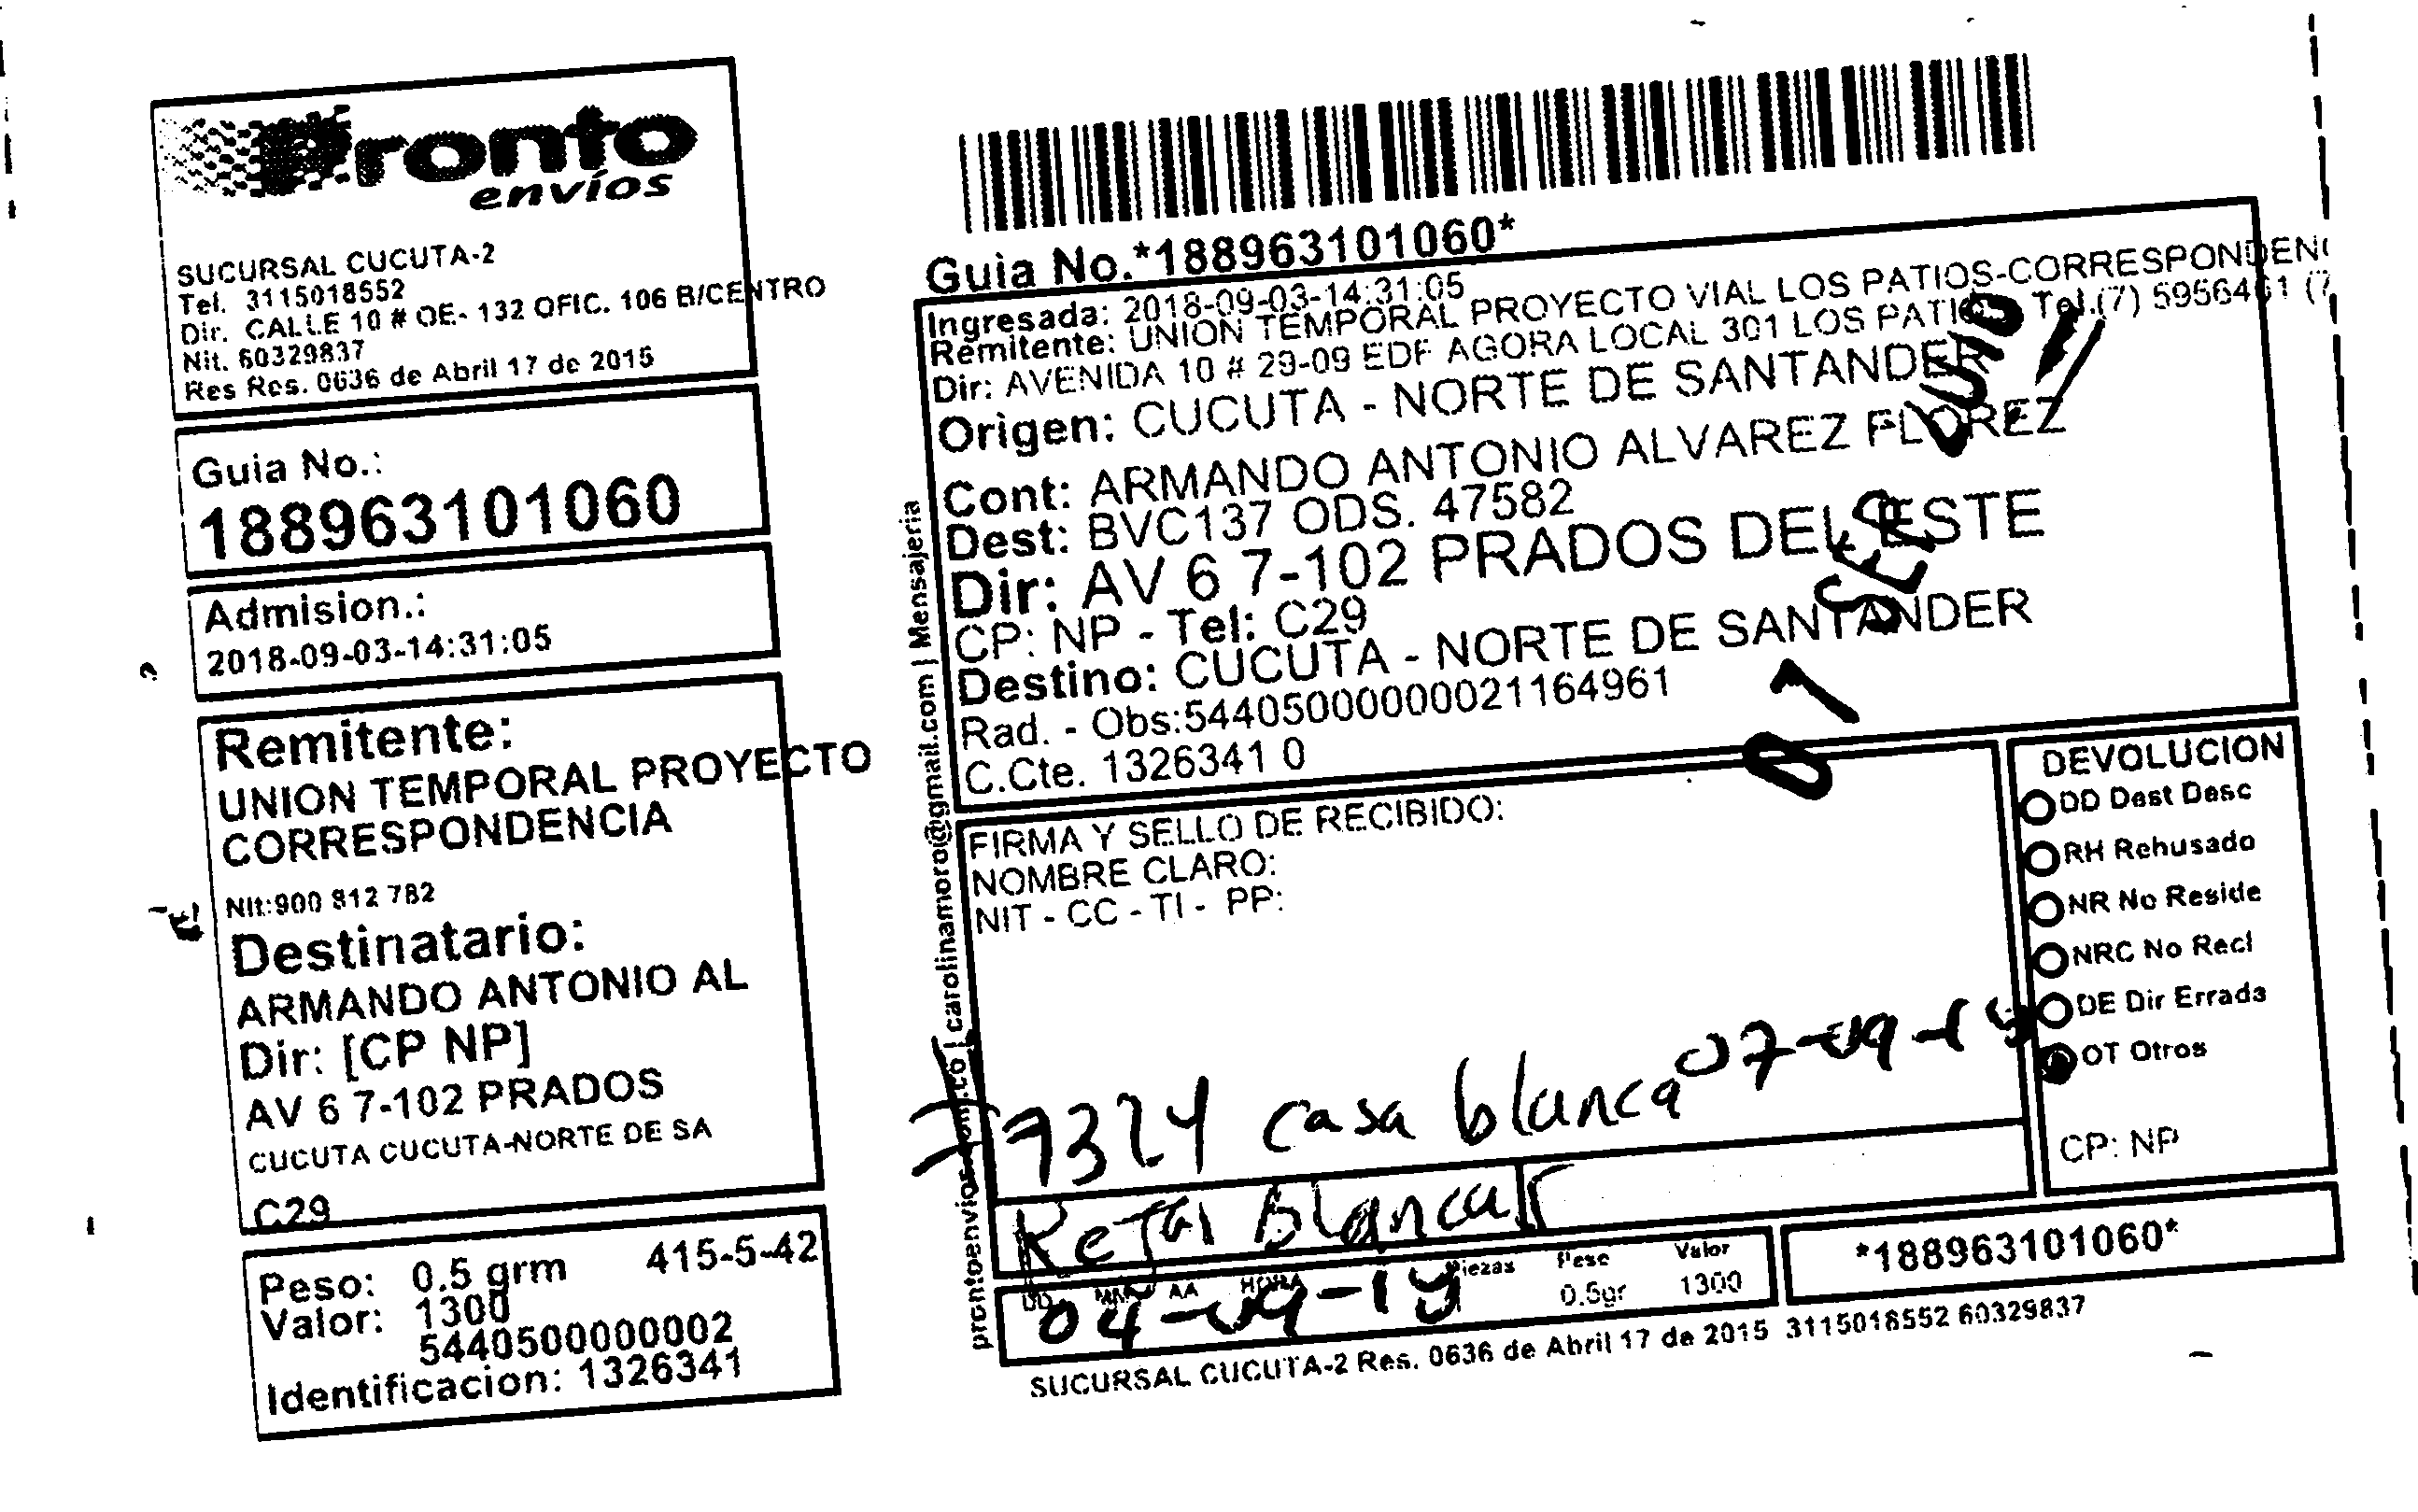 Pronto
envíos
SUCURSAL CUCUTA-2
Tel. 3115018552
Dir. CALLE 10 # OE- 132 OFIC. 106 B/CENTRO
Nit. 60329837
Res Res. 0636 de Abril 17 de 2015
Guia No.:
188963101060
Admision.:
2018-09-03-14:31:05
Remitente:
UNION TEMPORAL PROYECTO
CORRESPONDENCIA
Nit:900 812 782
Destinatario:
ARMANDO ANTONIO AL
Dir: [CP NP]
AV 6 7-102 PRADOS
CUCUTA CUCUTA-NORTE DE SA
C29
Peso: 0.5 grm 415-5-42
Valor: 1300
5440500000002
Identificacion: 1326341
prontoenvios.com.co | carolinamoro@gmail.com | Mensajeria
Guia No.*188963101060*
Ingresada: 2018-09-03-14:31:05
Remitente: UNION TEMPORAL PROYECTO VIAL LOS PATIOS-CORRESPONDENC
Dir: AVENIDA 10 # 29-09 EDF AGORA LOCAL 301 LOS PATIOS Tel.(7) 5956461 (7
Origen: CUCUTA - NORTE DE SANTANDER
Cont: ARMANDO ANTONIO ALVAREZ FLOREZ
Dest: BVC137 ODS. 47582
Dir: AV 6 7-102 PRADOS DEL ESTE
CP: NP - Tel: C29
Destino: CUCUTA - NORTE DE SANTANDER
Rad. - Obs:544050000000021164961
C.Cte. 1326341 0
FIRMA Y SELLO DE RECIBIDO:
NOMBRE CLARO:
NIT - CC - TI - PP:
casa blanca 07-09-18
Blanca
DD MM AA HORA Piezas Peso Valor
04-09-18 0.5gr 1300
DEVOLUCION
DD Dest Desc
RH Rehusado
NR No Reside
NRC No Recl
DE Dir Errada
OT Otros
CP: NP
*188963101060*
SUCURSAL CUCUTA-2 Res. 0636 de Abril 17 de 2015 3115018552 60329837